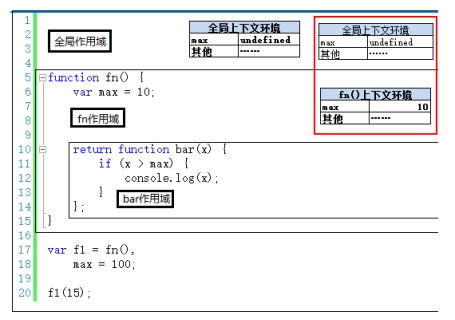 1
2
3
4
5 function fn() {
6 var max = 10;
7
8
9
10 return function bar(x) {
11 if (x > max) {
12 console.log(x);
13 }
14 };
15 }
16
17 var f1 = fn(),
18 max = 100;
19
20 f1(15);
全局作用域
fn作用域
bar作用域
全局上下文环境
max undefined
其他 ……
全局上下文环境
max undefined
其他 ……
fn()上下文环境
max 10
其他 ……